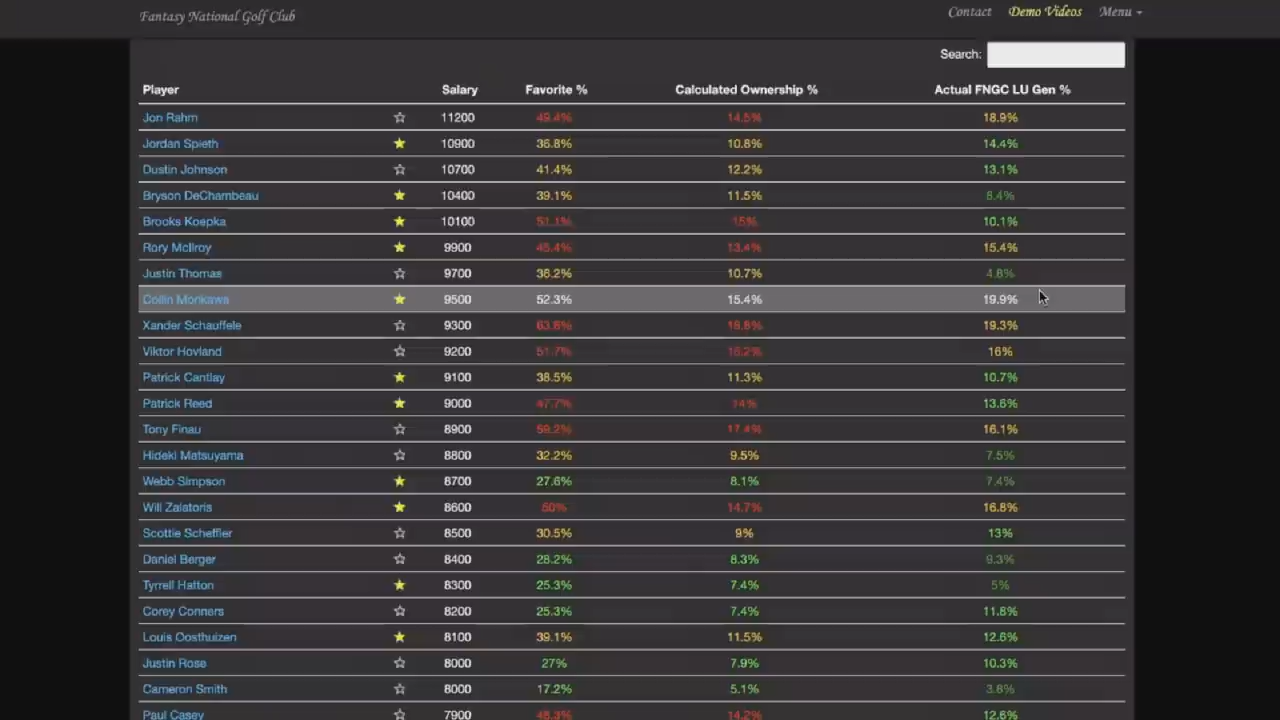 Fantasy National Golf Club Contact Demo Videos Menu
Search:
Player Salary Favorite % Calculated Ownership % Actual FNGC LU Gen %
Jon Rahm 11200 49.4% 14.5% 18.9%
Jordan Spieth 10900 36.8% 10.8% 14.4%
Dustin Johnson 10700 41.4% 12.2% 13.1%
Bryson DeChambeau 10400 39.1% 11.5% 8.4%
Brooks Koepka 10100 51.1% 15% 10.1%
Rory McIlroy 9900 45.4% 13.4% 15.4%
Justin Thomas 9700 36.2% 10.7% 4.8%
Collin Morikawa 9500 52.3% 15.4% 19.9%
Xander Schauffele 9300 63.8% 18.8% 19.3%
Viktor Hovland 9200 51.7% 15.2% 16%
Patrick Cantlay 9100 38.5% 11.3% 10.7%
Patrick Reed 9000 47.7% 14% 13.6%
Tony Finau 8900 59.2% 17.4% 16.1%
Hideki Matsuyama 8800 32.2% 9.5% 7.5%
Webb Simpson 8700 27.6% 8.1% 7.4%
Will Zalatoris 8600 50% 14.7% 16.8%
Scottie Scheffler 8500 30.5% 9% 13%
Daniel Berger 8400 28.2% 8.3% 9.3%
Tyrrell Hatton 8300 25.3% 7.4% 5%
Corey Conners 8200 25.3% 7.4% 11.8%
Louis Oosthuizen 8100 39.1% 11.5% 12.6%
Justin Rose 8000 27% 7.9% 10.3%
Cameron Smith 8000 17.2% 5.1% 3.8%
Paul Casey 7900 48.3% 14.2% 12.6%